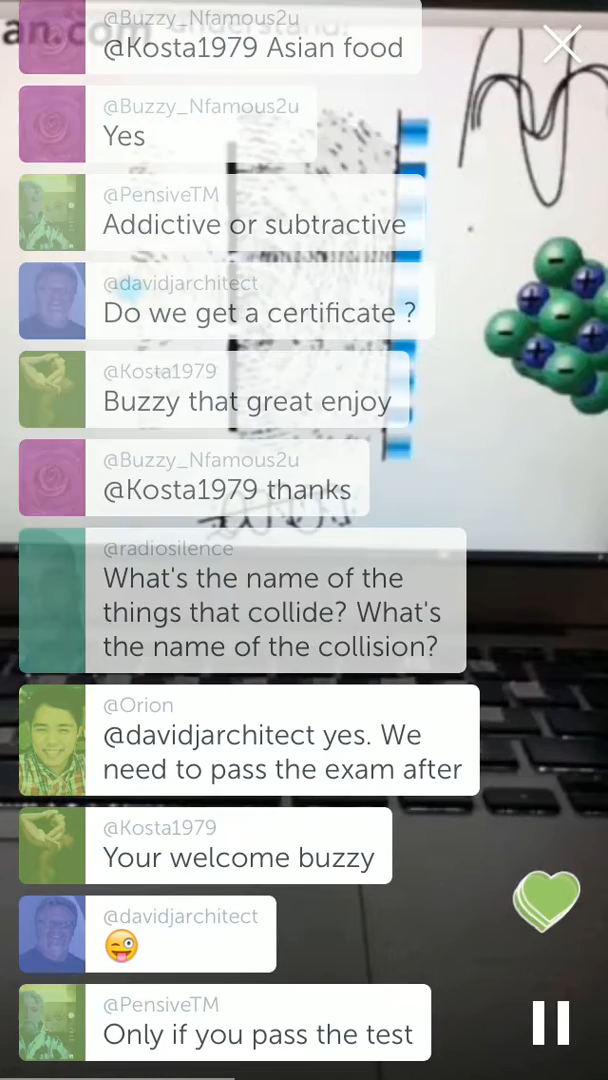 an.com understand!
@Buzzy_Nfamous2u
@Kosta1979 Asian food
@Buzzy_Nfamous2u
Yes
@PensiveTM
Addictive or subtractive
@davidjarchitect
Do we get a certificate ?
@Kosta1979
Buzzy that great enjoy
@Buzzy_Nfamous2u
@Kosta1979 thanks
@radiosilence
What's the name of the
things that collide? What's
the name of the collision?
@Orion
@davidjarchitect yes. We
need to pass the exam after
@Kosta1979
Your welcome buzzy
@davidjarchitect
😜
@PensiveTM
Only if you pass the test